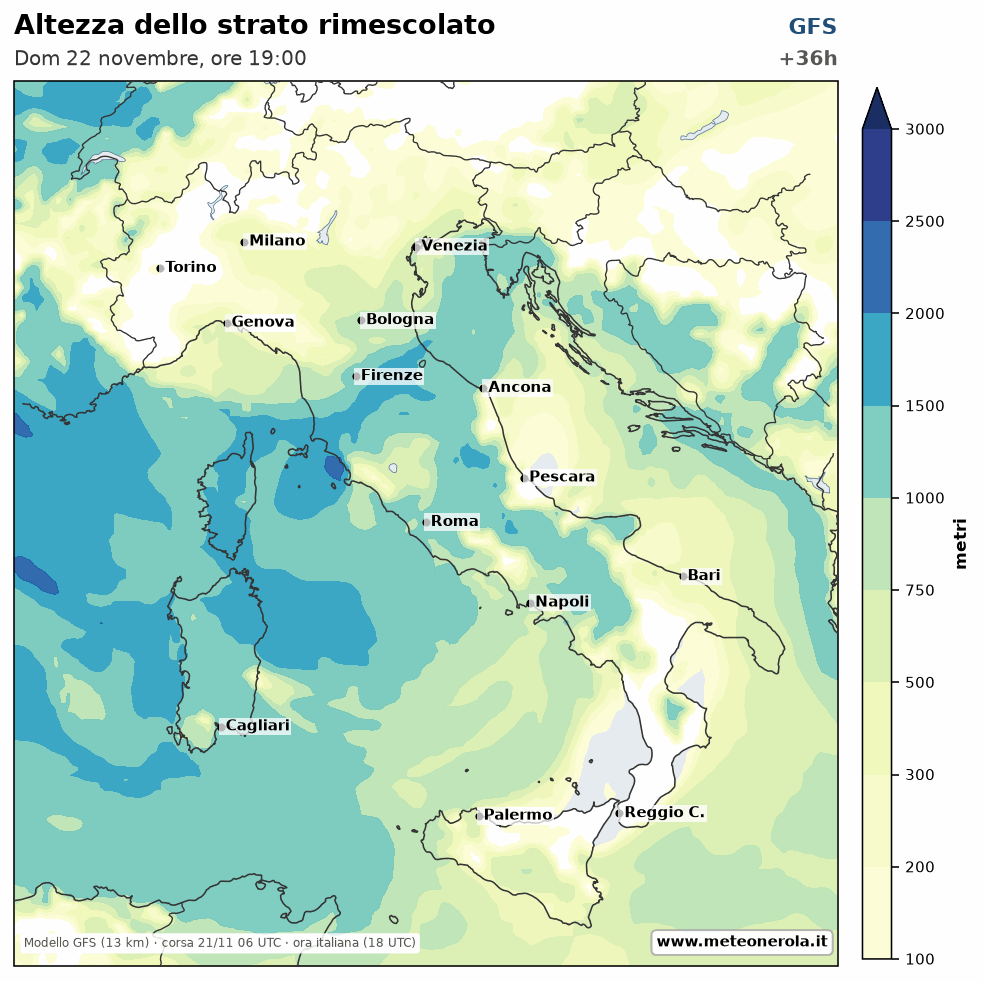 Altezza dello strato rimescolato
GFS
Dom 22 novembre, ore 19:00
+36h
3000
2500
2000
1500
1000
750
500
300
200
100
metri
Milano
Venezia
Torino
Genova
Bologna
Firenze
Ancona
Pescara
Roma
Bari
Napoli
Cagliari
Palermo
Reggio C.
Modello GFS (13 km) · corsa 21/11 06 UTC · ora italiana (18 UTC)
www.meteonerola.it